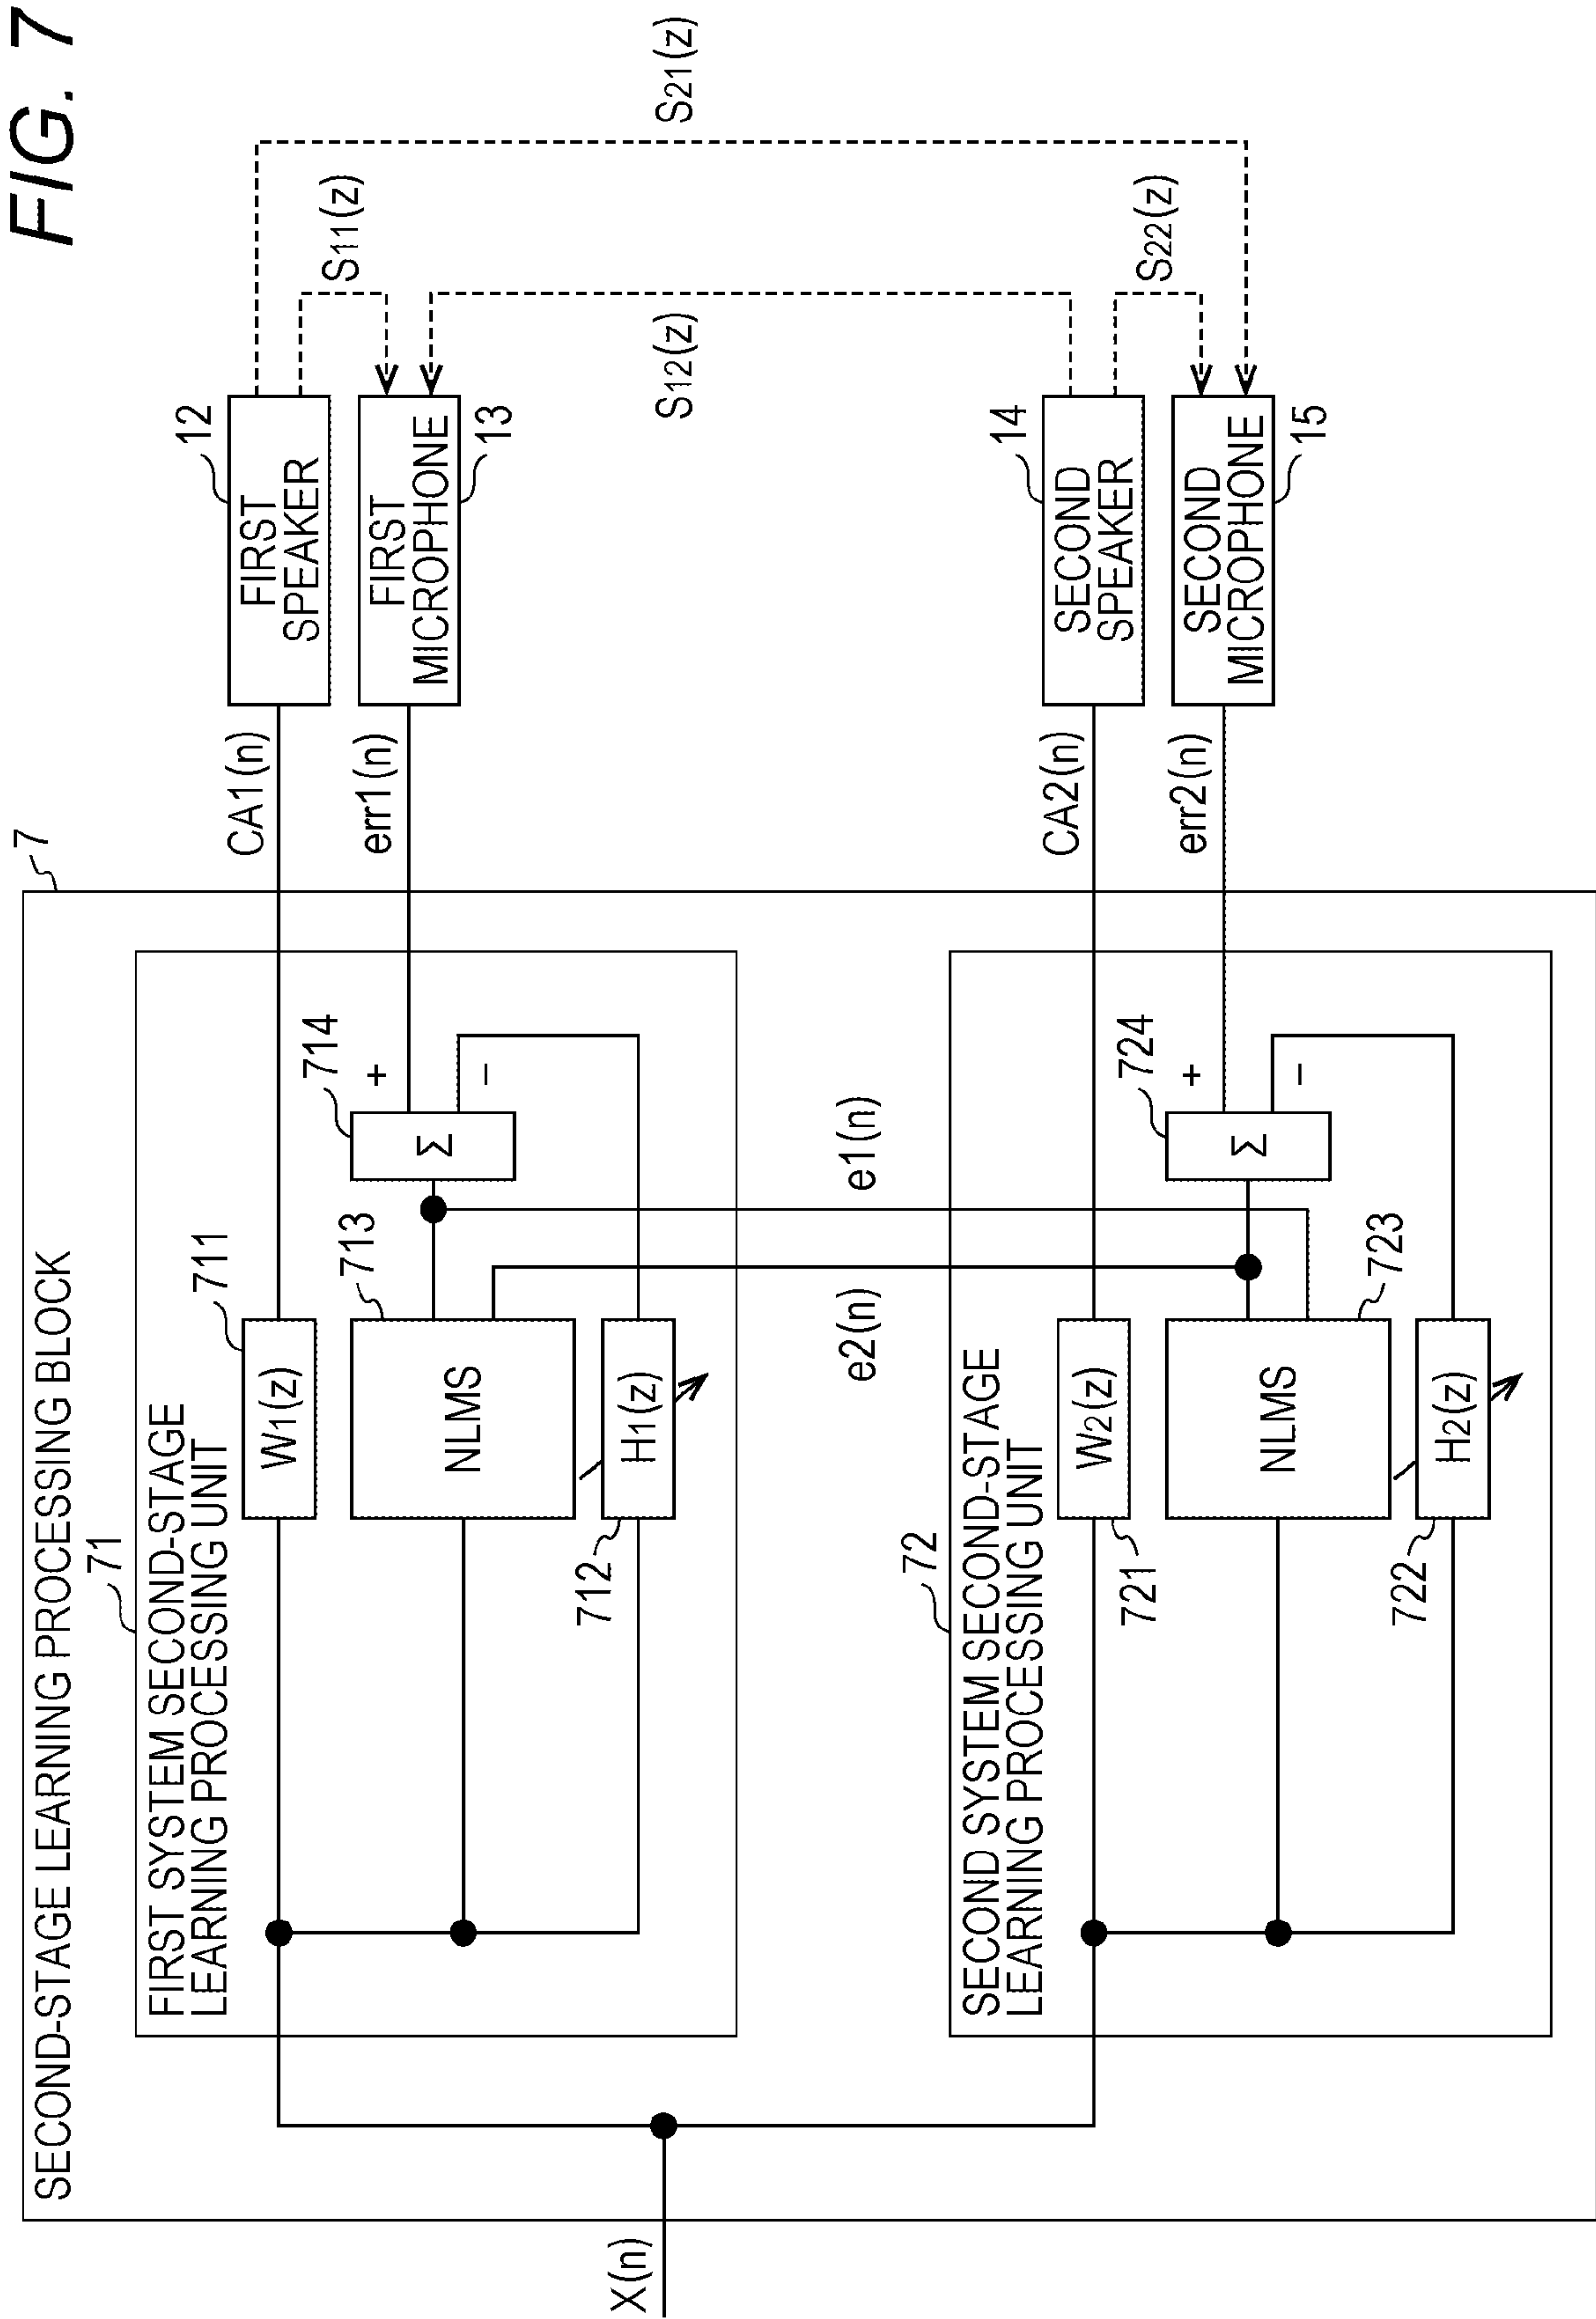 FIG. 7
SECOND-STAGE LEARNING PROCESSING BLOCK
7
71
FIRST SYSTEM SECOND-STAGE
LEARNING PROCESSING UNIT
W1(z)
711
CA1(n)
12
FIRST
SPEAKER
S11(z)
S21(z)
NLMS
713
714
Σ
+
−
err1(n)
FIRST
MICROPHONE
13
H1(z)
712
X(n)
e2(n)
e1(n)
S12(z)
72
SECOND SYSTEM SECOND-STAGE
LEARNING PROCESSING UNIT
W2(z)
721
CA2(n)
14
SECOND
SPEAKER
S22(z)
NLMS
723
724
Σ
+
−
err2(n)
SECOND
MICROPHONE
15
H2(z)
722